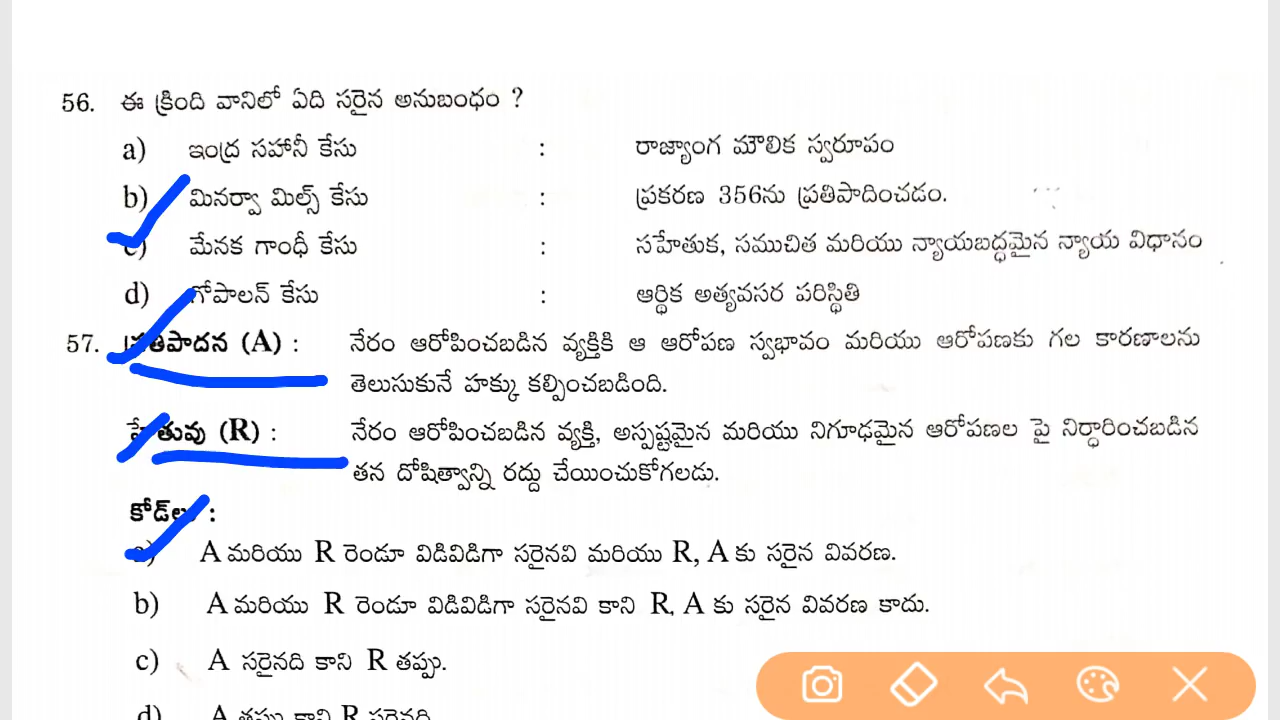 56. ఈ క్రింది వానిలో ఏది సరైన అనుబంధం ?
a) ఇంద్ర సహానీ కేసు : రాజ్యాంగ మౌలిక స్వరూపం
b) మినర్వా మిల్స్ కేసు : ప్రకరణ 356ను ప్రతిపాదించడం.
c) మేనక గాంధీ కేసు : సహేతుక, సముచిత మరియు న్యాయబద్ధమైన న్యాయ విధానం
d) గోపాలన్ కేసు : ఆర్థిక అత్యవసర పరిస్థితి
57. ప్రతిపాదన (A) : నేరం ఆరోపించబడిన వ్యక్తికి ఆ ఆరోపణ స్వభావం మరియు ఆరోపణకు గల కారణాలను
తెలుసుకునే హక్కు కల్పించబడింది.
హేతువు (R) : నేరం ఆరోపించబడిన వ్యక్తి, అస్పష్టమైన మరియు నిగూఢమైన ఆరోపణల పై నిర్ధారించబడిన
తన దోషిత్వాన్ని రద్దు చేయించుకోగలడు.
కోడ్‌లు :
a) A మరియు R రెండూ విడివిడిగా సరైనవి మరియు R, A కు సరైన వివరణ.
b) A మరియు R రెండూ విడివిడిగా సరైనవి కాని R, A కు సరైన వివరణ కాదు.
c) A సరైనది కాని R తప్పు.
d) A తప్పు కాని R సరైనది